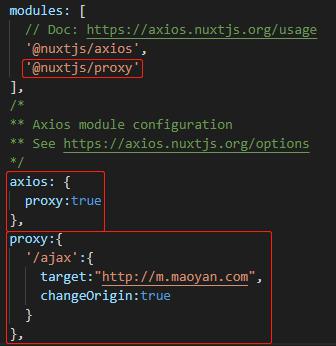 modules: [
// Doc: https://axios.nuxtjs.org/usage
'@nuxtjs/axios',
'@nuxtjs/proxy'
],
/*
** Axios module configuration
** See https://axios.nuxtjs.org/options
*/
axios: {
proxy:true
},
proxy:{
'/ajax':{
target:"http://m.maoyan.com",
changeOrigin:true
}
},